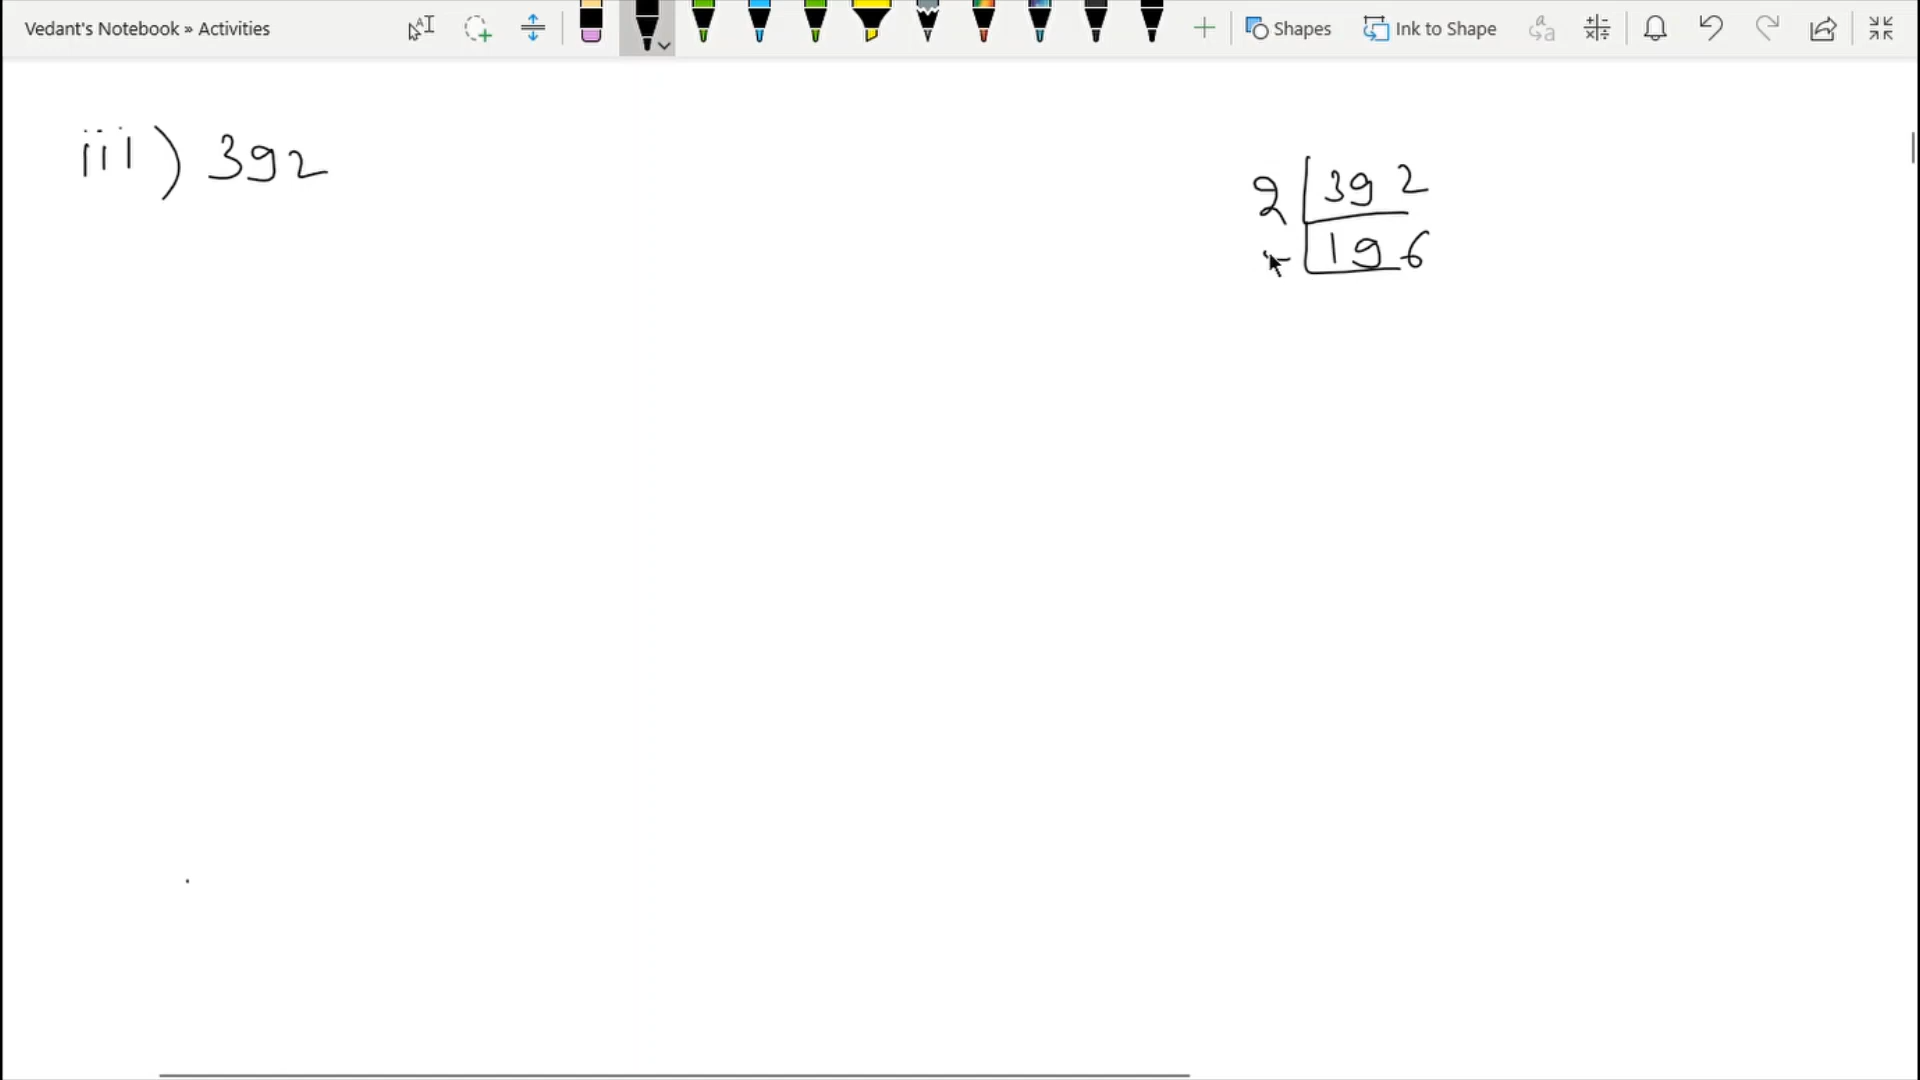 Vedant's Notebook » Activities
Shapes
Ink to Shape
iii) 392
2 | 392
196